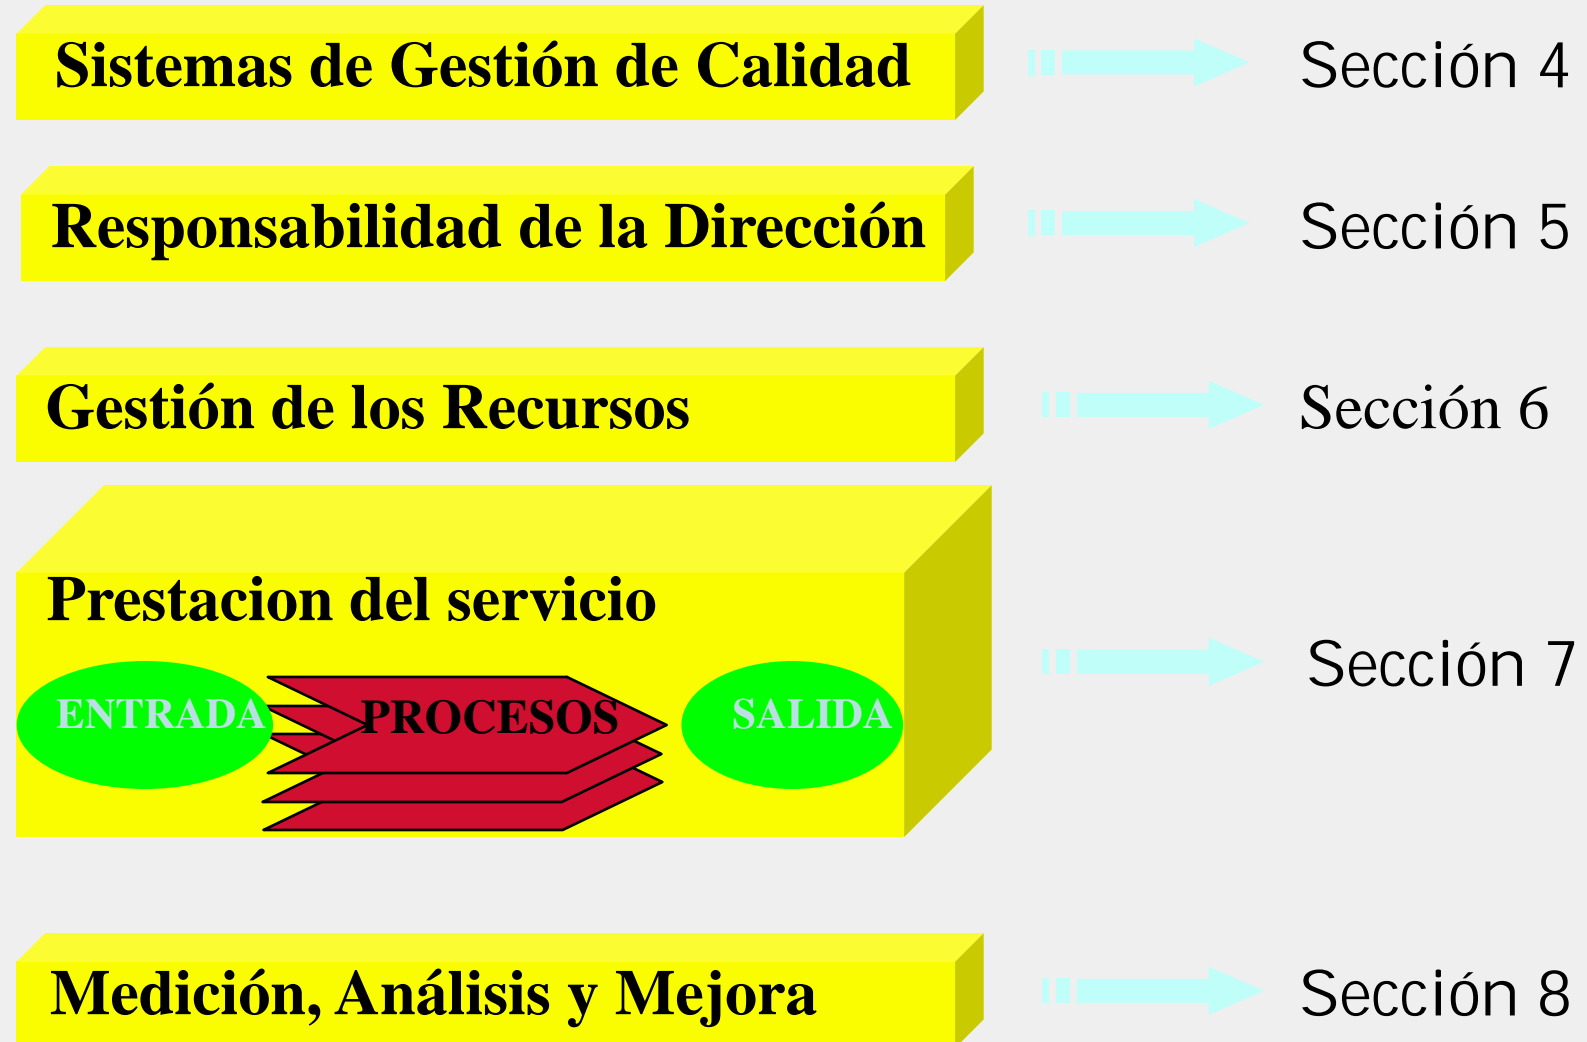 Sistemas de Gestión de Calidad
Sección 4
Responsabilidad de la Dirección
Sección 5
Gestión de los Recursos
Sección 6
Prestacion del servicio
Sección 7
ENTRADA
PROCESOS
SALIDA
Medición, Análisis y Mejora
Sección 8